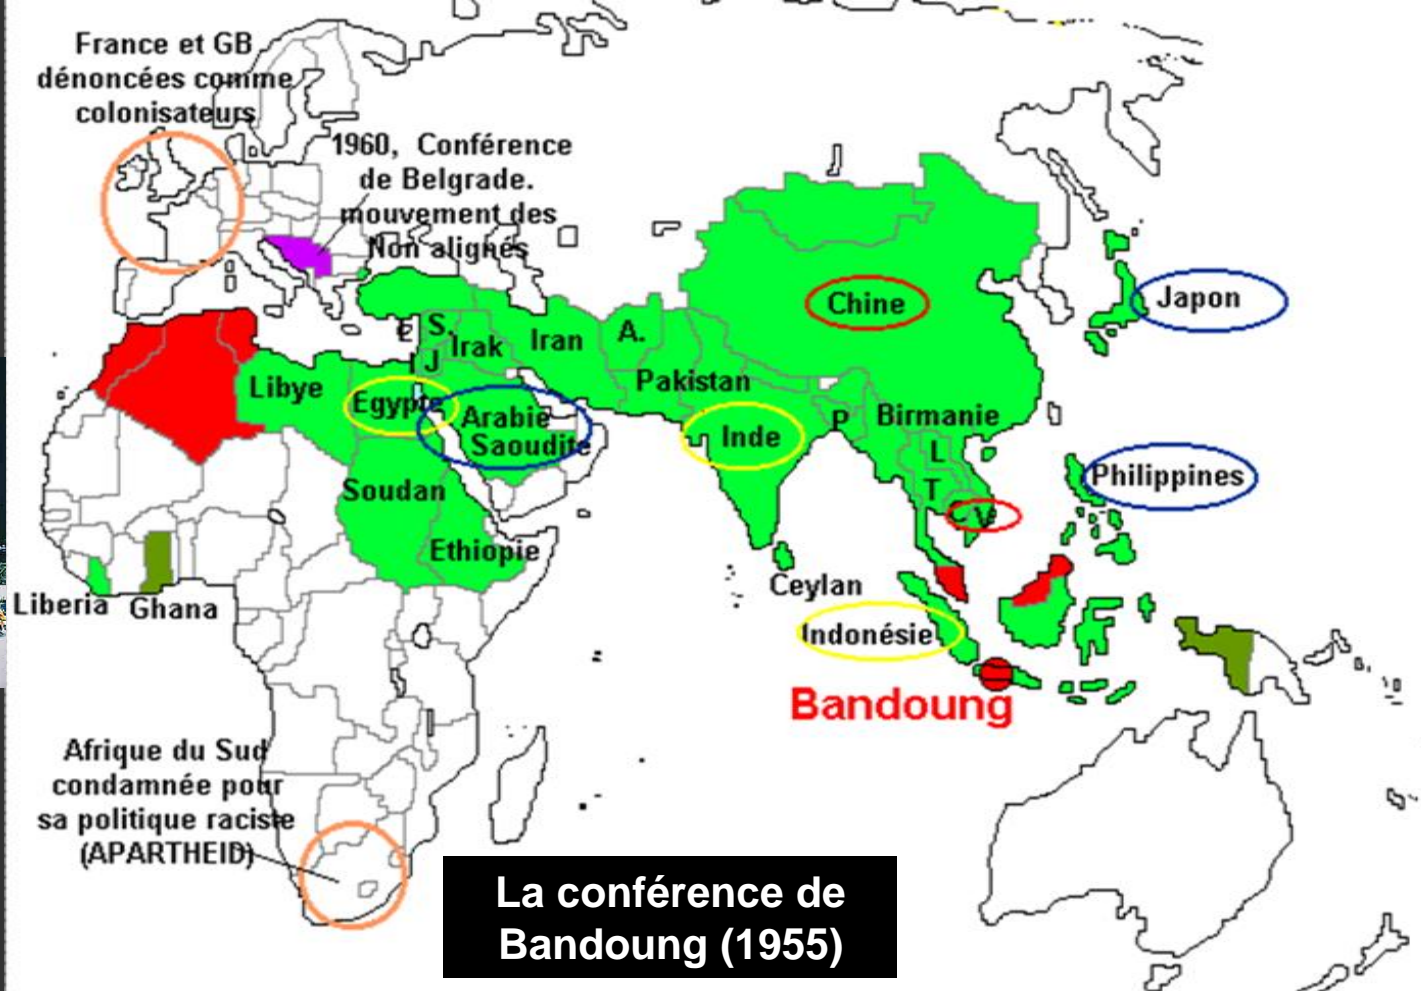 France et GB
dénoncées comme
colonisateurs
1960, Conférence
de Belgrade.
mouvement des
Non alignés
Chine
Japon
S.
Irak
Iran
A.
J
Pakistan
Libye
Egypte
Arabie
Saoudite
Inde
P
Birmanie
L
T
C
V
Philippines
Soudan
Ethiopie
Liberia
Ghana
Ceylan
Indonésie
Bandoung
Afrique du Sud
condamnée pour
sa politique raciste
(APARTHEID)
La conférence de
Bandoung (1955)